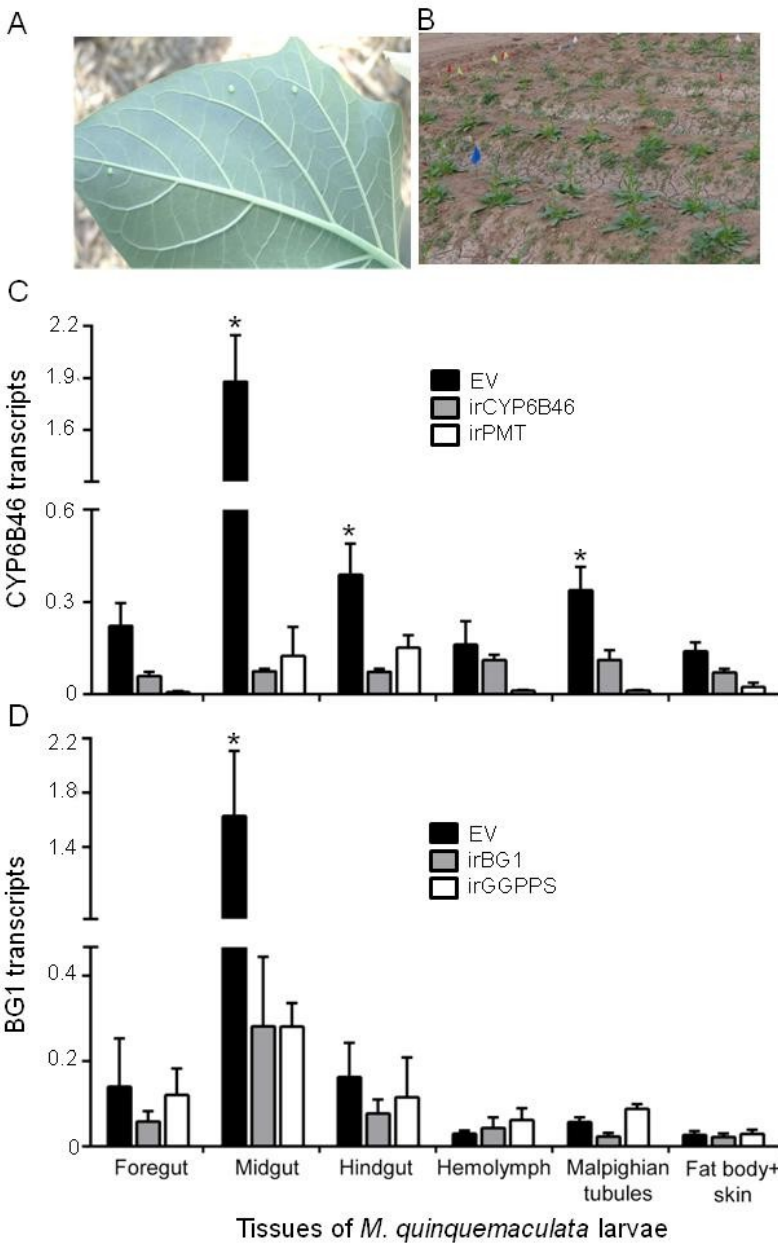 A
B
C
2.2
1.9
1.6
0.6
0.3
0
CYP6B46 transcripts
*
*
*
EV
irCYP6B46
irPMT
D
2.2
1.8
1.4
0.4
0.2
0
BG1 transcripts
*
EV
irBG1
irGGPPS
Foregut Midgut Hindgut Hemolymph Malpighian Fat body+
tubules skin
Tissues of M. quinquemaculata larvae